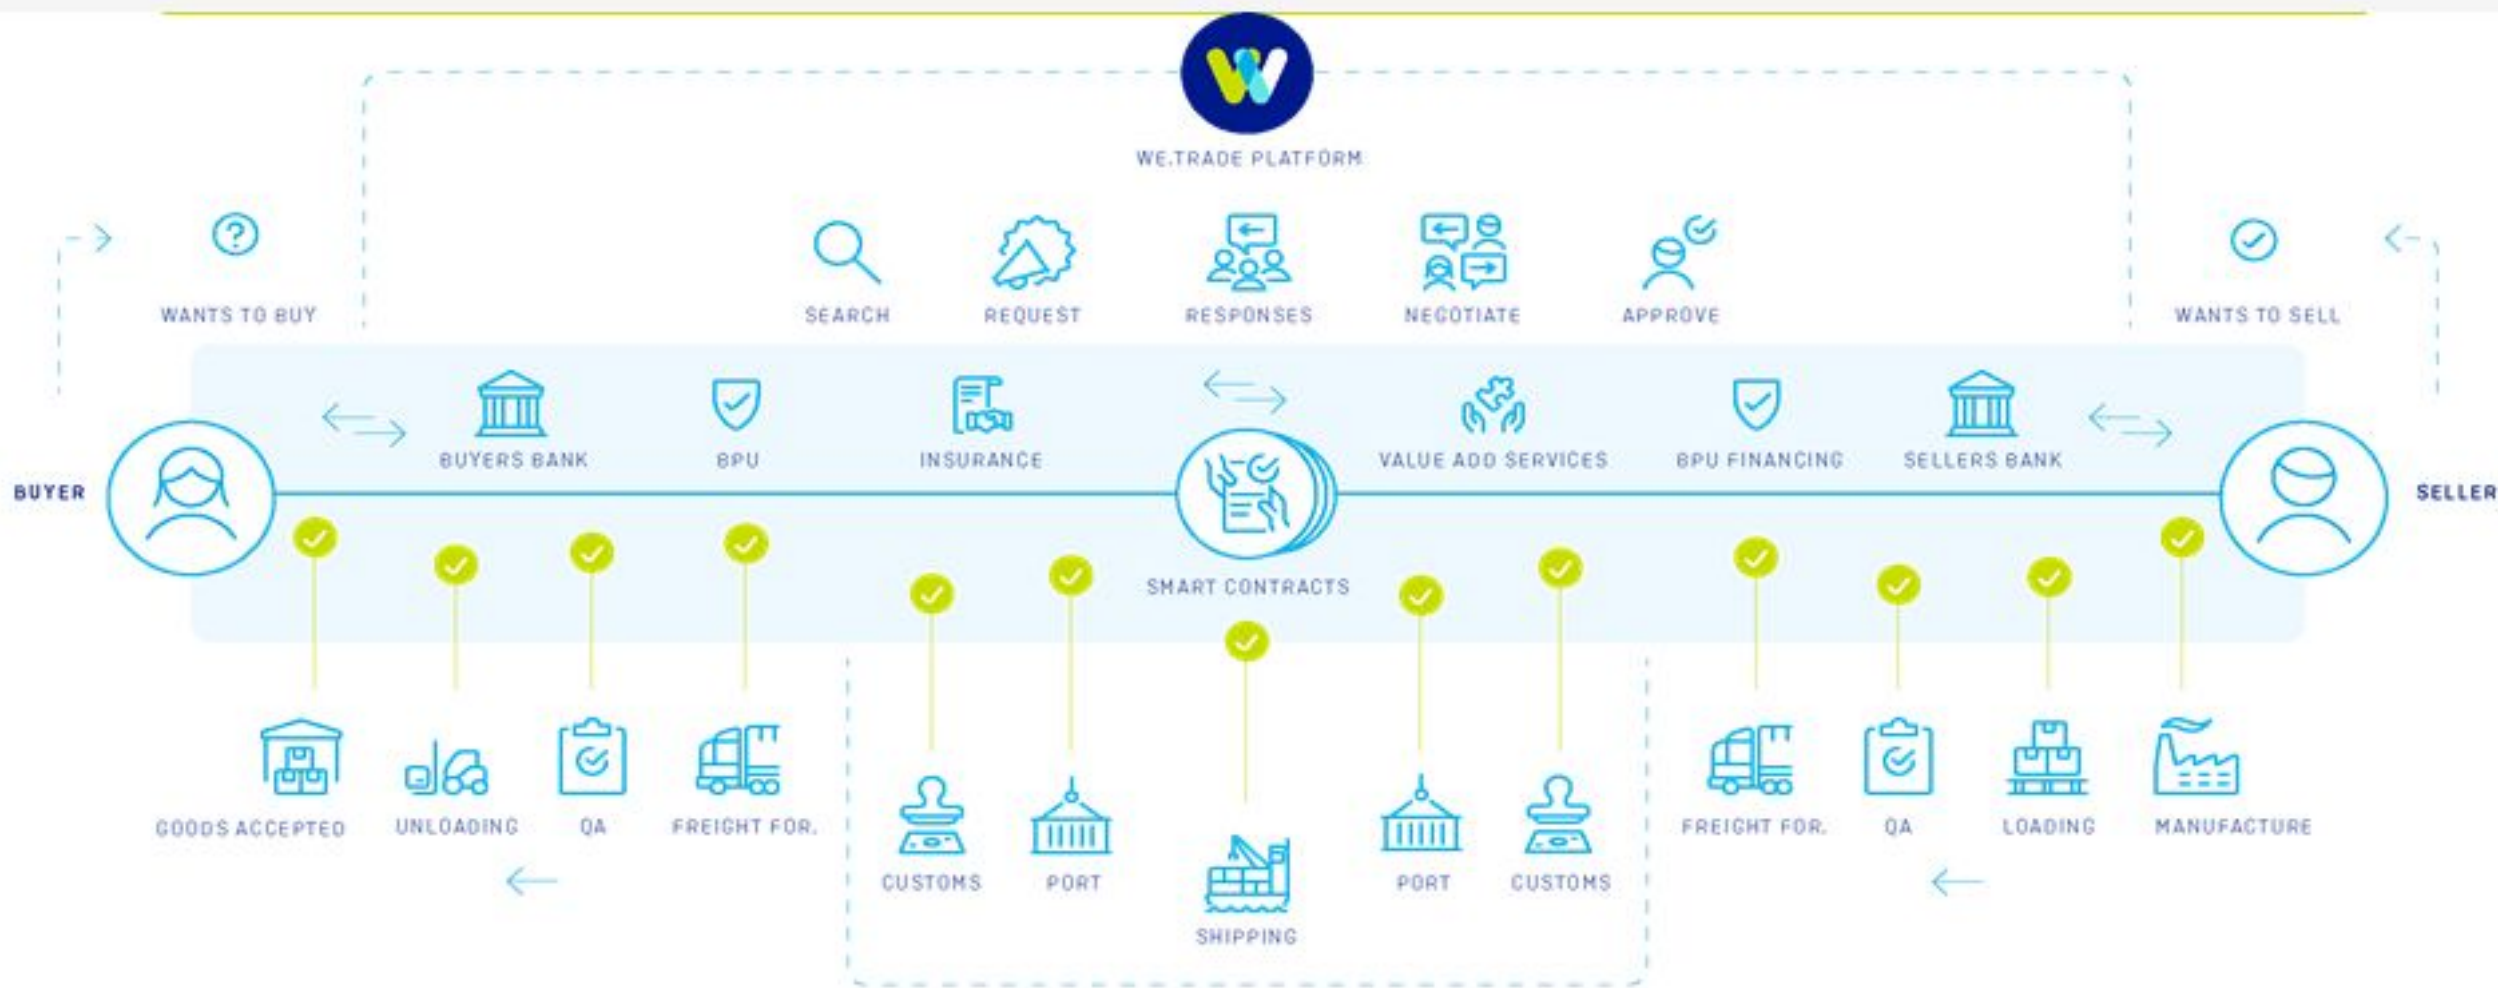 WE.TRADE PLATFORM
WANTS TO BUY
SEARCH
REQUEST
RESPONSES
NEGOTIATE
APPROVE
WANTS TO SELL
BUYERS BANK
BPU
INSURANCE
VALUE ADD SERVICES
BPU FINANCING
SELLERS BANK
BUYER
SELLER
SMART CONTRACTS
GOODS ACCEPTED
UNLOADING
QA
FREIGHT FOR.
CUSTOMS
PORT
SHIPPING
PORT
CUSTOMS
FREIGHT FOR.
QA
LOADING
MANUFACTURE